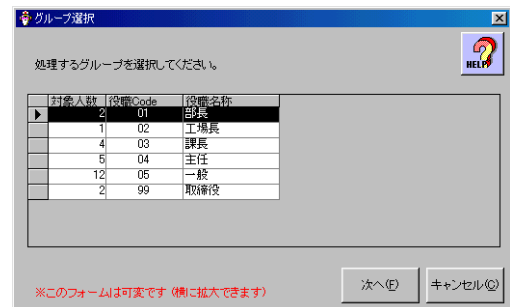 グループ選択
処理するグループを選択してください。
HELP
対象人数 役職Code 役職名称
2 01 部長
1 02 工場長
4 03 課長
5 04 主任
12 05 一般
2 99 取締役
※このフォームは可変です（横に拡大できます）
次へ(F) キャンセル(C)